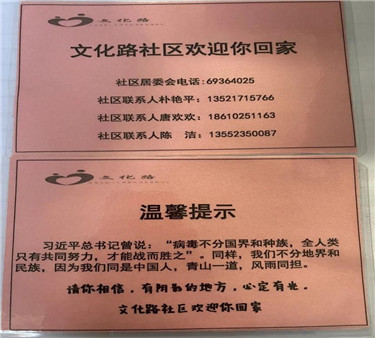 文化路
文化路社区欢迎你回家
社区居委会电话:69364025
社区联系人朴艳平:13521715766
社区联系人唐欢欢:18610251163
社区联系人陈 洁:13552350087
文化路
温馨提示
习近平总书记曾说：“病毒不分国界和种族，全人类
只有共同努力，才能战而胜之”。同样，我们不分地界和
民族，因为我们同是中国人，青山一道，风雨同担。
请你相信，有阴影的地方，必定有光。
文化路社区欢迎你回家